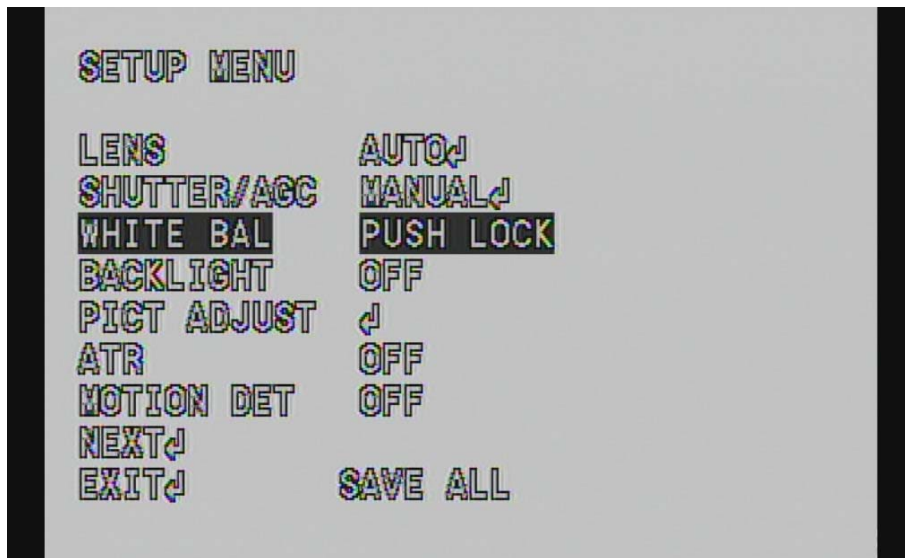 SETUP MENU
LENS AUTO↲
SHUTTER/AGC MANUAL↲
WHITE BAL PUSH LOCK
BACKLIGHT OFF
PICT ADJUST ↲
ATR OFF
MOTION DET OFF
NEXT↲
EXIT↲ SAVE ALL